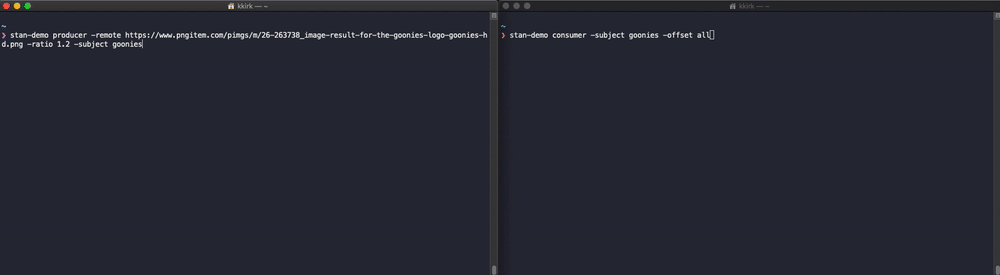 kkirk — ~
~
❯ stan-demo producer -remote https://www.pngitem.com/pimgs/m/26-263738_image-result-for-the-goonies-logo-goonies-h
d.png -ratio 1.2 -subject goonies
kkirk — ~
~
❯ stan-demo consumer -subject goonies -offset all